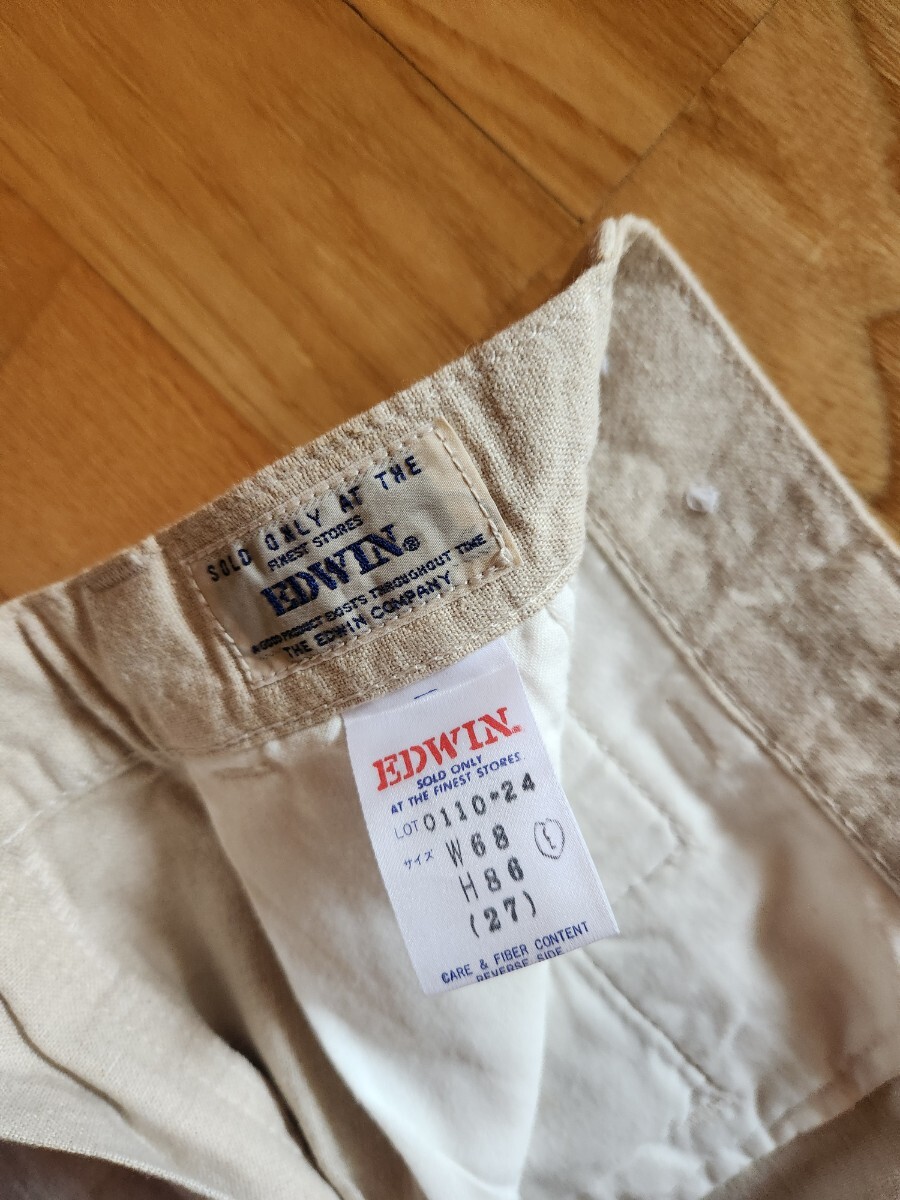 SOLD ONLY AT THE
FINEST STORES
EDWIN®
A GOOD PRODUCT EXISTS THROUGHOUT TIME
THE EDWIN COMPANY
EDWIN®
SOLD ONLY
AT THE FINEST STORES
LOT 0110-24
サイズ W68
H86
(27)
CARE & FIBER CONTENT
REVERSE SIDE